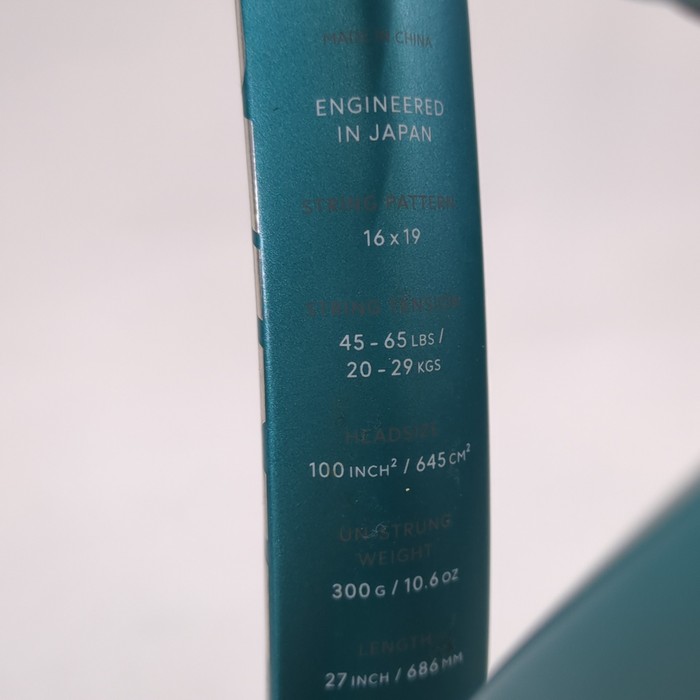 MADE IN CHINA
ENGINEERED
IN JAPAN
STRING PATTERN
16 x 19
STRING TENSION
45 - 65 LBS /
20 - 29 KGS
HEADSIZE
100 INCH² / 645 CM²
UN-STRUNG
WEIGHT
300 G / 10.6 OZ
LENGTH
27 INCH / 686 MM